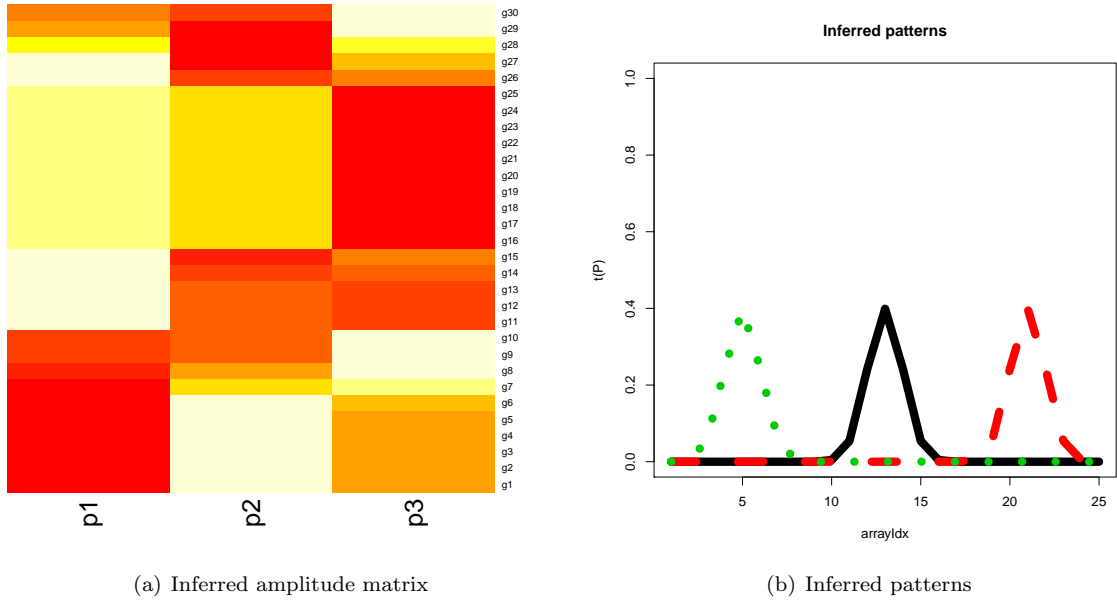 g30
g29
g28
g27
g26
g25
g24
g23
g22
g21
g20
g19
g18
g17
g16
g15
g14
g13
g12
g11
g10
g9
g8
g7
g6
g5
g4
g3
g2
g1
p1
p2
p3
(a) Inferred amplitude matrix
Inferred patterns
1.0
0.8
0.6
0.4
0.2
0.0
t(P)
5
10
15
20
25
arrayIdx
(b) Inferred patterns